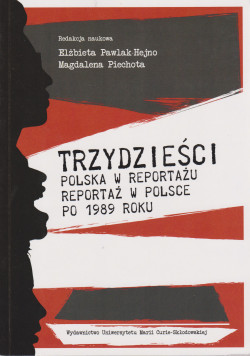 Redakcja naukowa
Elżbieta Pawlak-Hejno
Magdalena Piechota
TRZYDZIEŚCI
POLSKA W REPORTAŻU
REPORTAŻ W POLSCE
PO 1989 ROKU
Wydawnictwo Uniwersytetu Marii Curie-Skłodowskiej